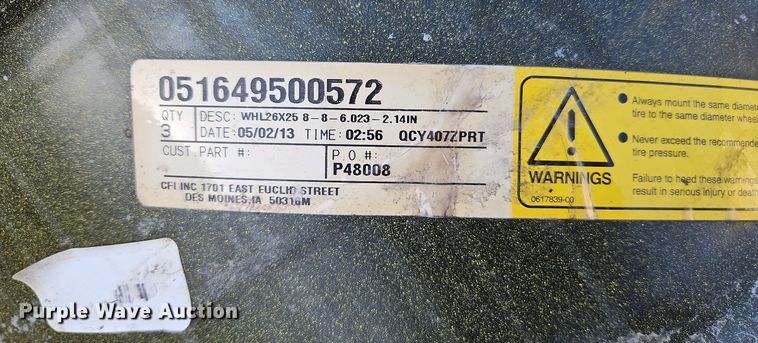 051649500572
QTY DESC: WHL26X25 8-8-6.023-2.14IN
3 DATE: 05/02/13 TIME: 02:56 QCY407ZPRT
CUST.PART #: P.O.#:
P48008
CFI INC 1701 EAST EUCLID STREET
DES MOINES,IA 50316M
WARNINGS
Always mount the same diamete
tire to the same diameter wheel
Never exceed the recommende
tire pressure.
Failure to heed these warnings
result in serious injury or death
0617839-00
Purple Wave Auction